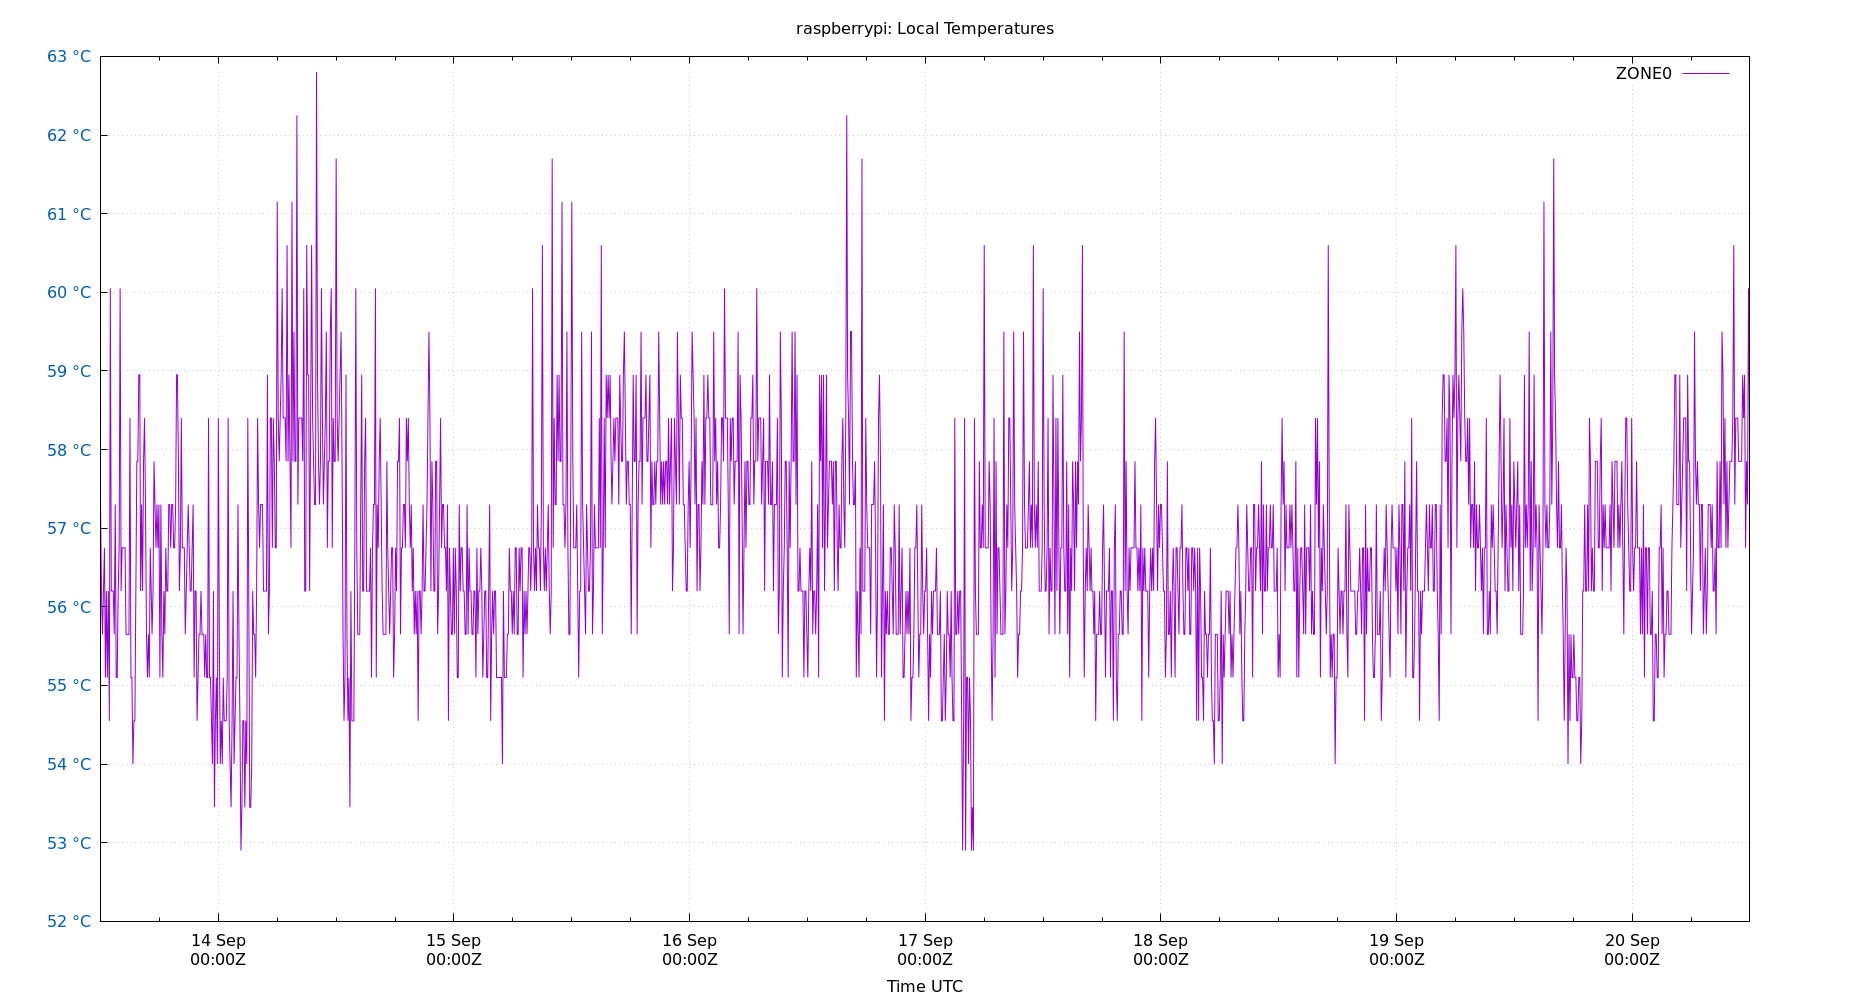 raspberrypi: Local Temperatures
63 °C
ZONE0
62 °C
61 °C
60 °C
59 °C
58 °C
57 °C
56 °C
55 °C
54 °C
53 °C
52 °C
14 Sep 15 Sep 16 Sep 17 Sep 18 Sep 19 Sep 20 Sep
00:00Z 00:00Z 00:00Z 00:00Z 00:00Z 00:00Z 00:00Z
Time UTC